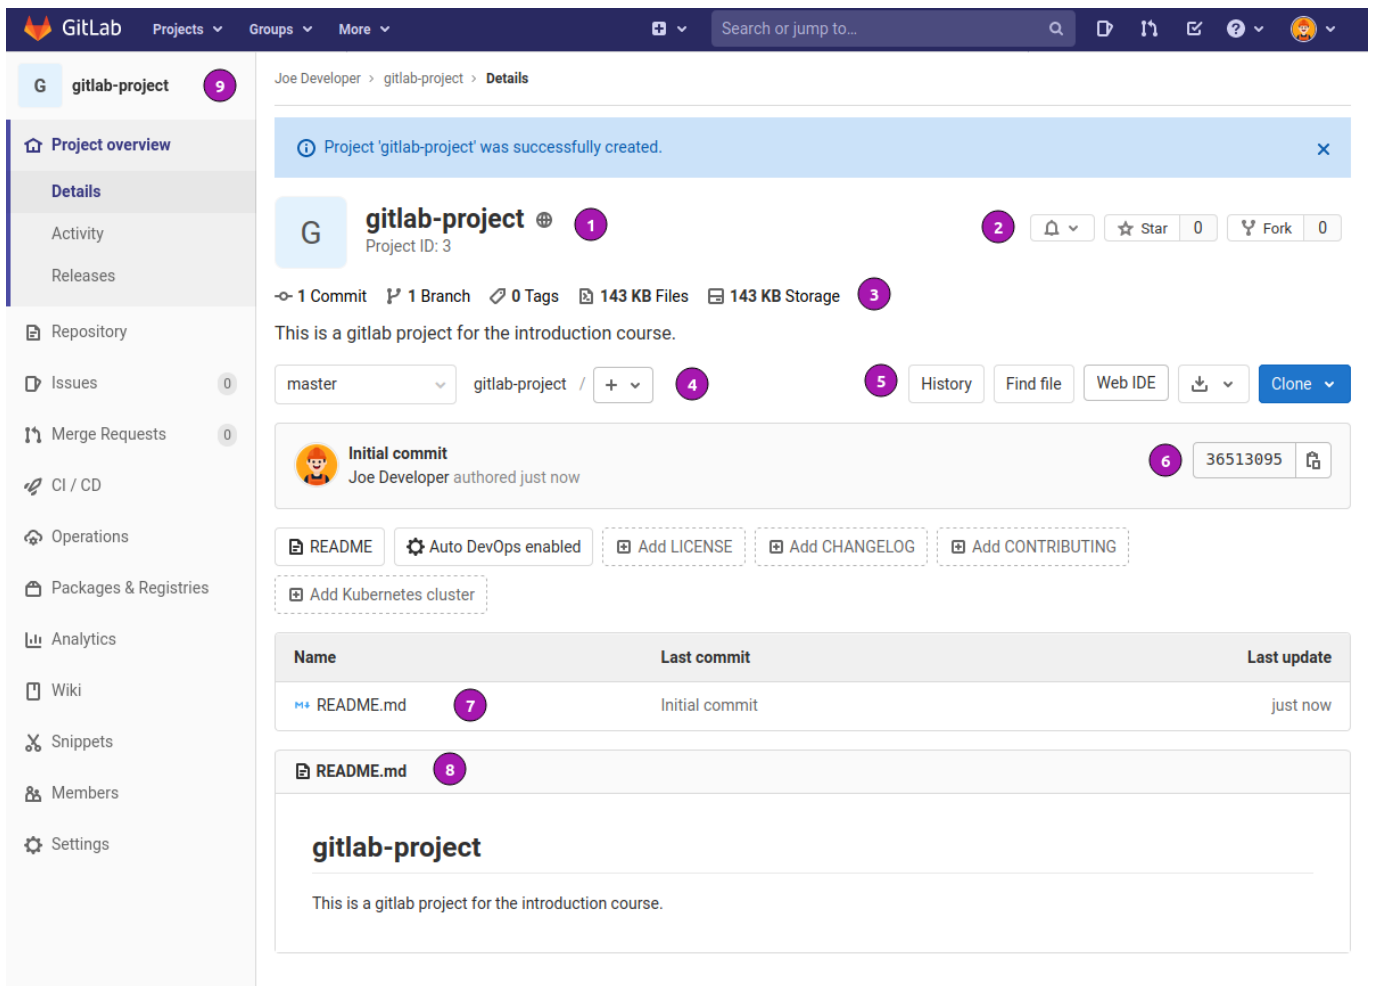 GitLab Projects Groups More Search or jump to...
G gitlab-project 9
Project overview
Details
Activity
Releases
Repository
Issues 0
Merge Requests 0
CI / CD
Operations
Packages & Registries
Analytics
Wiki
Snippets
Members
Settings
Joe Developer > gitlab-project > Details
Project 'gitlab-project' was successfully created.
G gitlab-project 1
Project ID: 3
2 Star 0 Fork 0
1 Commit 1 Branch 0 Tags 143 KB Files 143 KB Storage 3
This is a gitlab project for the introduction course.
master gitlab-project / + 4 5 History Find file Web IDE Clone
Initial commit
Joe Developer authored just now
6 36513095
README Auto DevOps enabled Add LICENSE Add CHANGELOG Add CONTRIBUTING
Add Kubernetes cluster
Name Last commit Last update
README.md 7 Initial commit just now
README.md 8
gitlab-project
This is a gitlab project for the introduction course.